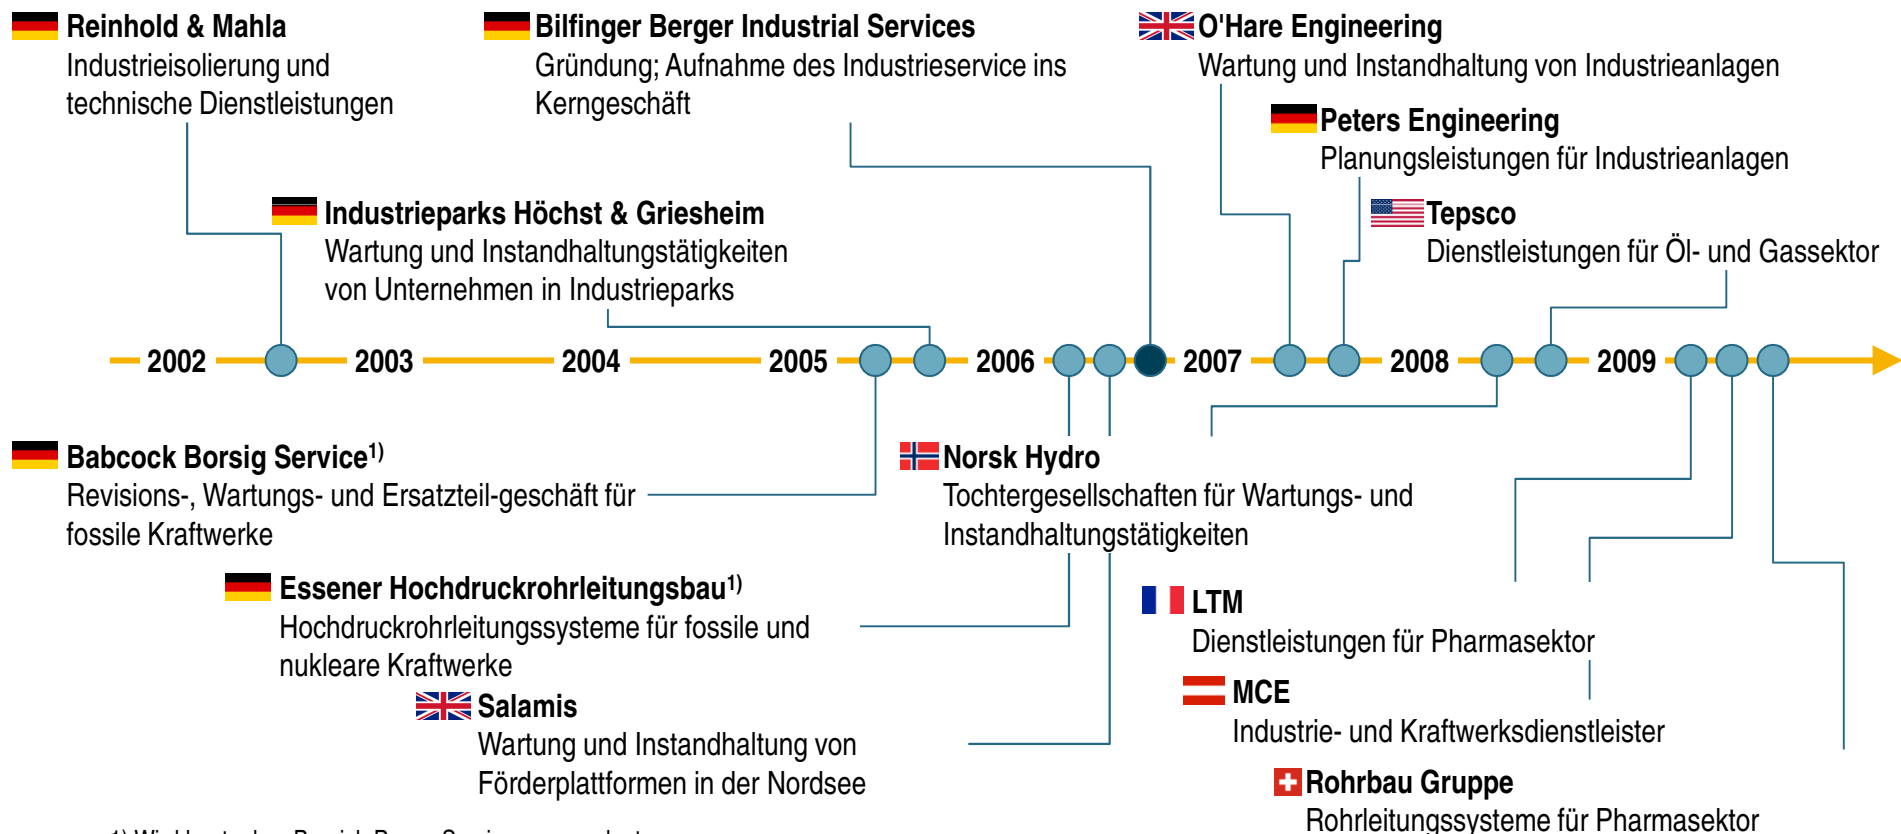 Reinhold & Mahla
Industrieisolierung und
technische Dienstleistungen
Bilfinger Berger Industrial Services
Gründung; Aufnahme des Industrieservice ins
Kerngeschäft
O'Hare Engineering
Wartung und Instandhaltung von Industrieanlagen
Peters Engineering
Planungsleistungen für Industrieanlagen
Industrieparks Höchst & Griesheim
Wartung und Instandhaltungstätigkeiten
von Unternehmen in Industrieparks
Tepsco
Dienstleistungen für Öl- und Gassektor
2002 2003 2004 2005 2006 2007 2008 2009
Babcock Borsig Service1)
Revisions-, Wartungs- und Ersatzteil-geschäft für
fossile Kraftwerke
Norsk Hydro
Tochtergesellschaften für Wartungs- und
Instandhaltungstätigkeiten
Essener Hochdruckrohrleitungsbau1)
Hochdruckrohrleitungssysteme für fossile und
nukleare Kraftwerke
LTM
Dienstleistungen für Pharmasektor
Salamis
Wartung und Instandhaltung von
Förderplattformen in der Nordsee
MCE
Industrie- und Kraftwerksdienstleister
Rohrbau Gruppe
Rohrleitungssysteme für Pharmasektor